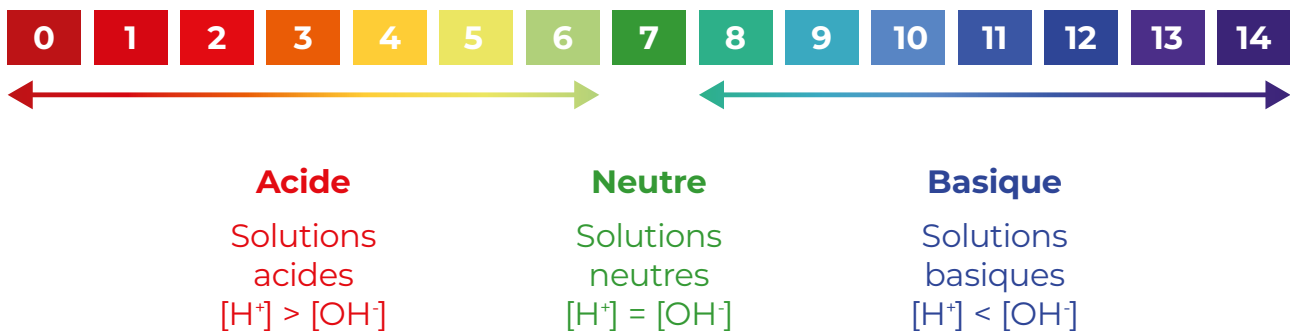 0 1 2 3 4 5 6 7 8 9 10 11 12 13 14
Acide
Solutions
acides
[H⁺] > [OH⁻]
Neutre
Solutions
neutres
[H⁺] = [OH⁻]
Basique
Solutions
basiques
[H⁺] < [OH⁻]